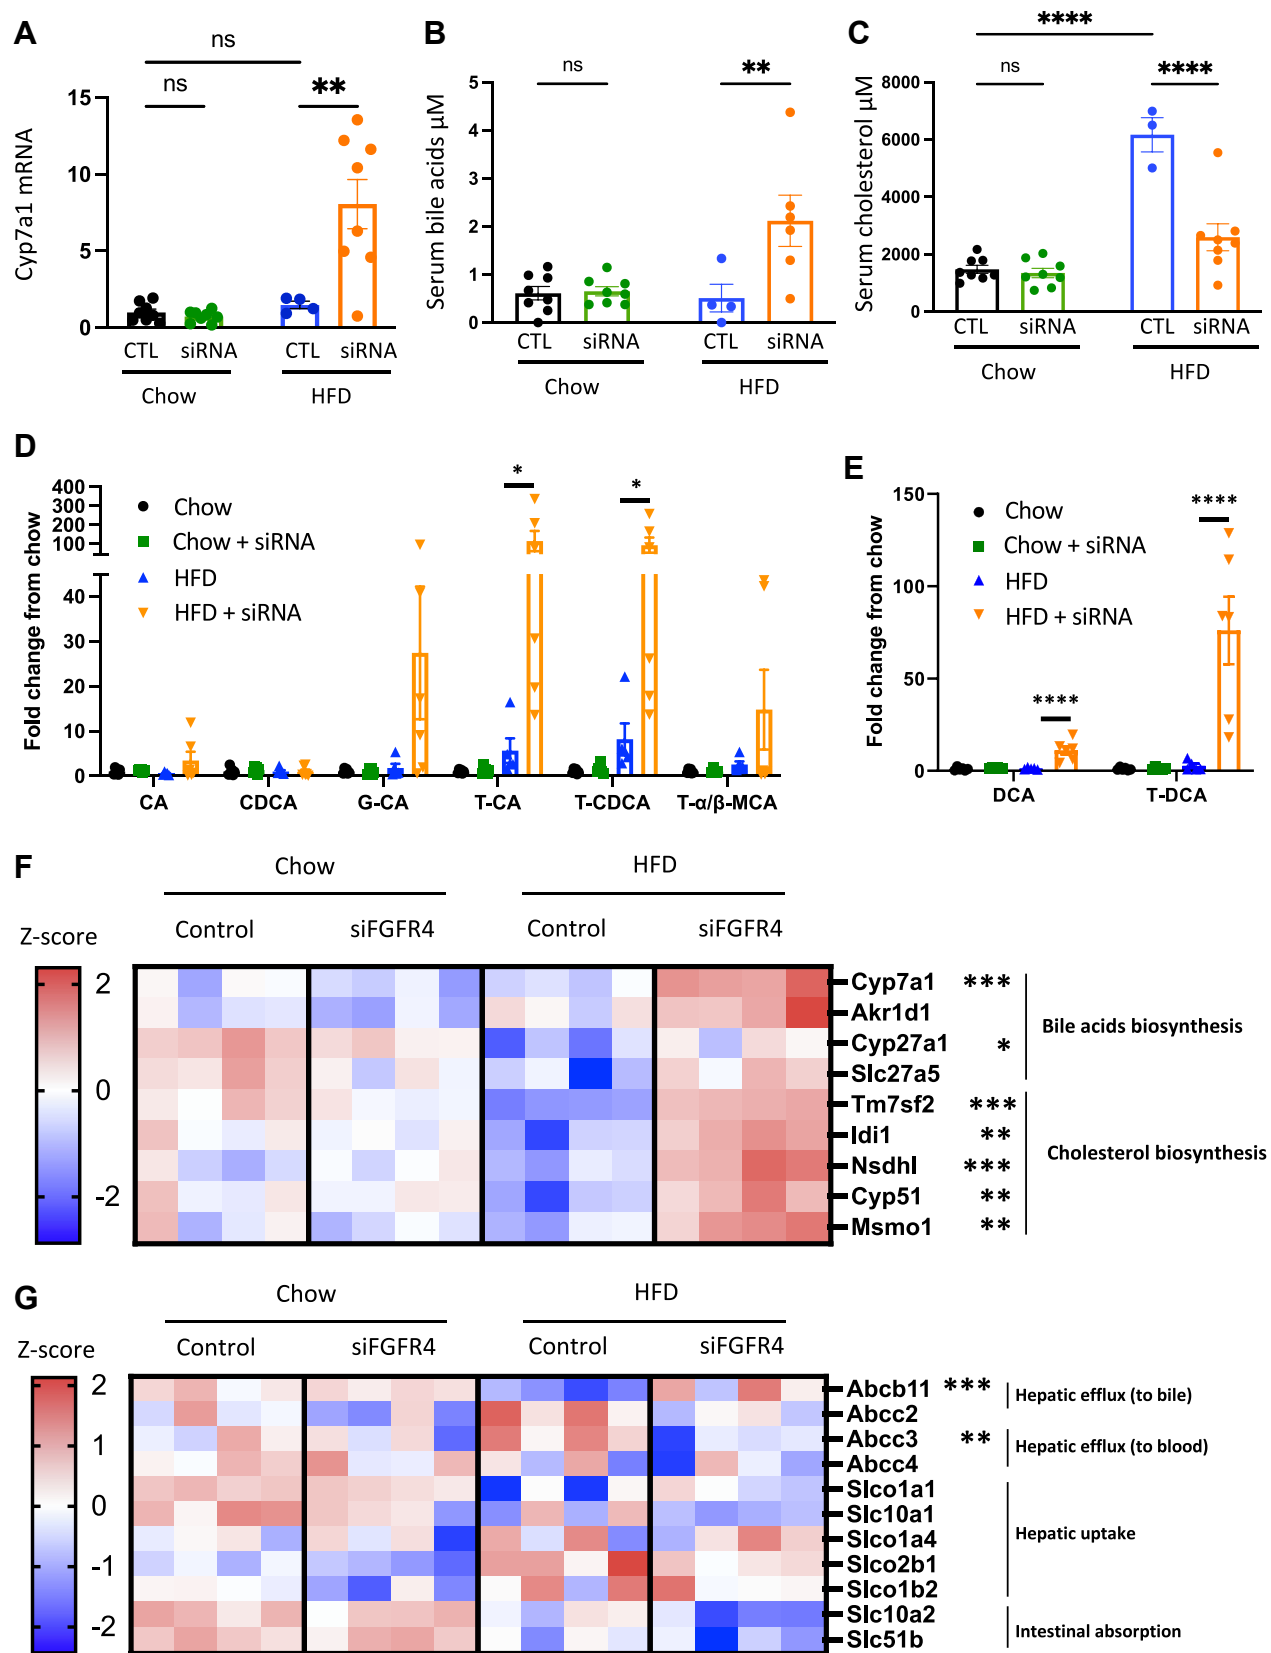 A
ns
ns
**
Cyp7a1 mRNA
15
10
5
0
CTL siRNA CTL siRNA
Chow HFD
B
ns
**
Serum bile acids µM
5
4
3
2
1
0
CTL siRNA CTL siRNA
Chow HFD
C
****
ns
****
Serum cholesterol µM
8000
6000
4000
2000
0
CTL siRNA CTL siRNA
Chow HFD
D
Fold change from chow
400
300
200
100
40
30
20
10
0
Chow
Chow + siRNA
HFD
HFD + siRNA
*
*
CA CDCA G-CA T-CA T-CDCA T-α/β-MCA
E
Fold change from chow
150
100
50
0
Chow
Chow + siRNA
HFD
HFD + siRNA
****
****
DCA T-DCA
F
Chow HFD
Control siFGFR4 Control siFGFR4
Z-score
2
0
-2
Cyp7a1 ***
Akr1d1
Cyp27a1 *
Slc27a5
Bile acids biosynthesis
Tm7sf2 ***
Idi1 **
Nsdhl ***
Cyp51 **
Msmo1 **
Cholesterol biosynthesis
G
Chow HFD
Control siFGFR4 Control siFGFR4
Z-score
2
1
0
-1
-2
Abcb11 ***
Abcc2
Hepatic efflux (to bile)
Abcc3 **
Abcc4
Hepatic efflux (to blood)
Slco1a1
Slc10a1
Slco1a4
Slco2b1
Slco1b2
Hepatic uptake
Slc10a2
Slc51b
Intestinal absorption